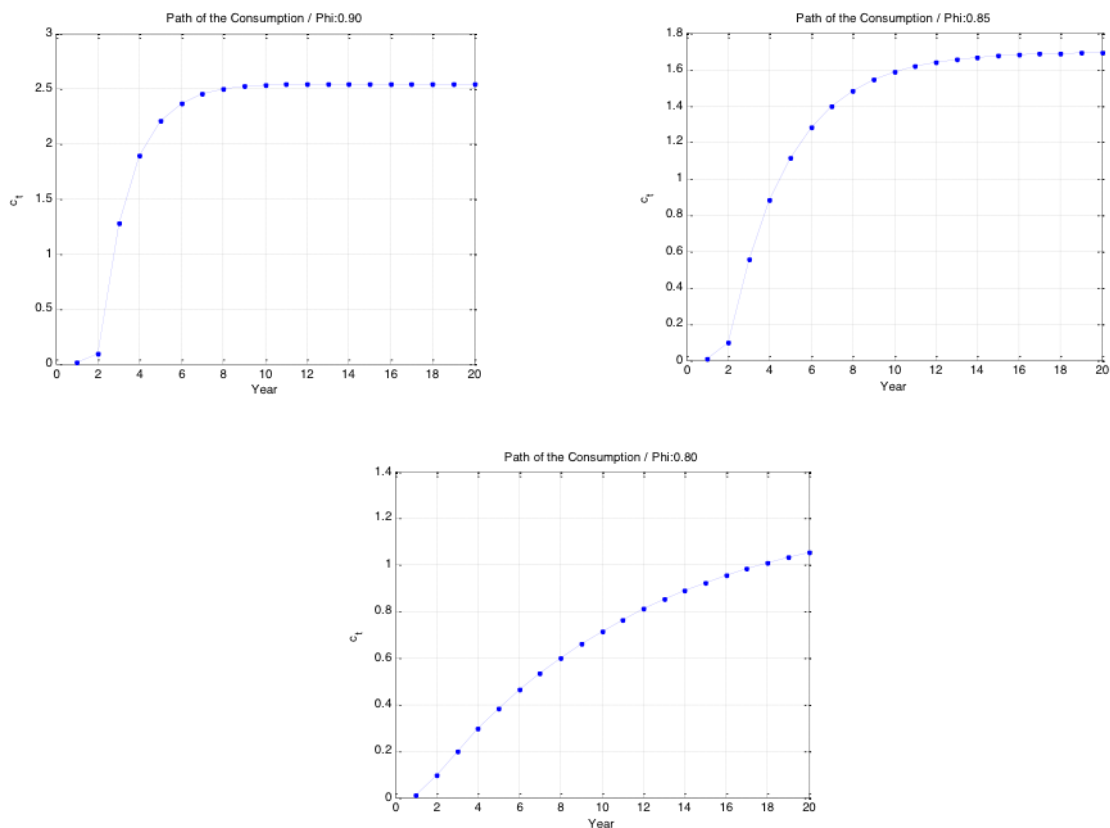 Path of the Consumption / Phi:0.90
3
2.5
2
1.5
1
0.5
0
c_t
0 2 4 6 8 10 12 14 16 18 20
Year
Path of the Consumption / Phi:0.85
1.8
1.6
1.4
1.2
1
0.8
0.6
0.4
0.2
0
c_t
0 2 4 6 8 10 12 14 16 18 20
Year
Path of the Consumption / Phi:0.80
1.4
1.2
1
0.8
0.6
0.4
0.2
0
c_t
0 2 4 6 8 10 12 14 16 18 20
Year